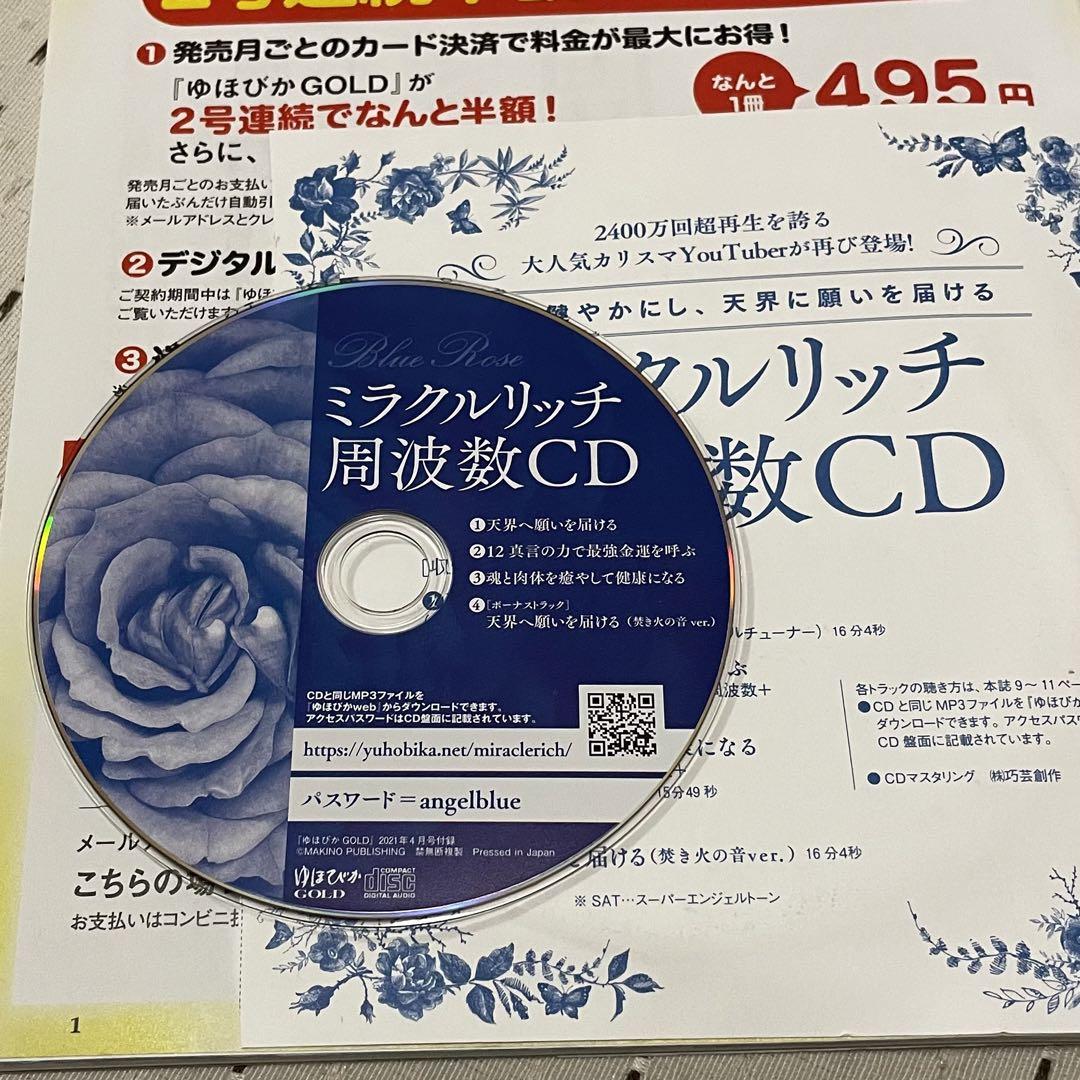 ❶発売月ごとのカード決済で料金が最大にお得！
『ゆほびかGOLD』が
2号連続でなんと半額！
さらに、
なんと
1冊
495円
発売月ごとのお支払い
届いたぶんだけ自動引
※メールアドレスとクレ
❷デジタル
ご契約期間中は『ゆほ
ご覧いただけます
❸
メール
こちらの場
お支払いはコンビニ
1
2400万回超再生を誇る
大人気カリスマYouTuberが再び登場!
健やかにし、天界に願いを届ける
クルリッチ
数CD
ルチューナー） 16分4秒
ぶ
周波数＋
になる
＋
15分49秒
届ける（焚き火の音ver.） 16分4秒
※ SAT…スーパーエンジェルトーン
各トラックの聴き方は、本誌9〜11ペー
●CDと同じMP3ファイルを『ゆほび
ダウンロードできます。アクセスパス
CD盤面に記載されています。
●CDマスタリング ㈱巧芸創作
Blue Rose
ミラクルリッチ
周波数CD
❶天界へ願いを届ける
❷12真言の力で最強金運を呼ぶ
❸魂と肉体を癒やして健康になる
❹［ボーナストラック］
天界へ願いを届ける（焚き火の音 ver.）
CDと同じMP3ファイルを
『ゆほびかweb』からダウンロードできます。
アクセスパスワードはCD盤面に記載されています。
https://yuhobika.net/miraclerich/
パスワード＝angelblue
『ゆほびかGOLD』2021年4月号付録
©MAKINO PUBLISHING 禁無断複製 Pressed in Japan
ゆほびか
GOLD
COMPACT
disc
DIGITAL AUDIO